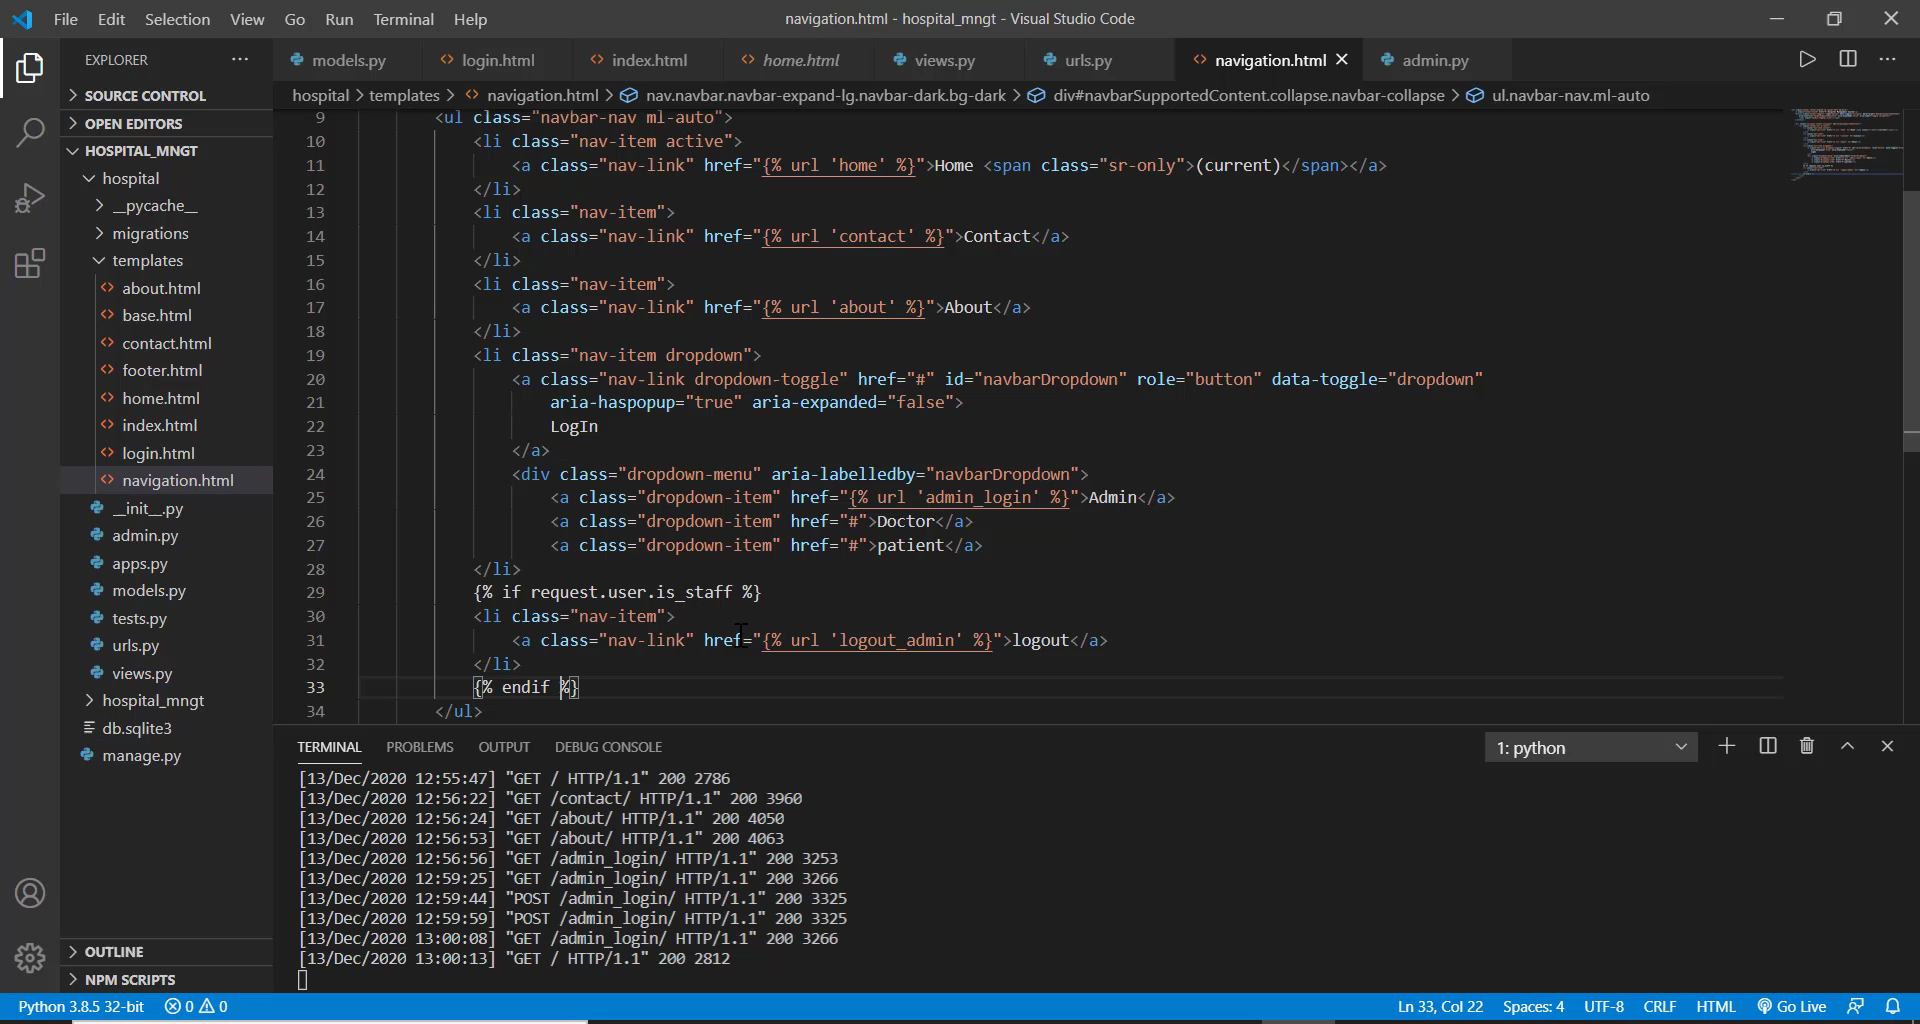 File Edit Selection View Go Run Terminal Help
navigation.html - hospital_mngt - Visual Studio Code
EXPLORER
SOURCE CONTROL
OPEN EDITORS
HOSPITAL_MNGT
hospital
__pycache__
migrations
templates
about.html
base.html
contact.html
footer.html
home.html
index.html
login.html
navigation.html
__init__.py
admin.py
apps.py
models.py
tests.py
urls.py
views.py
hospital_mngt
db.sqlite3
manage.py
OUTLINE
NPM SCRIPTS
models.py login.html index.html home.html views.py urls.py navigation.html admin.py
hospital > templates > navigation.html > nav.navbar.navbar-expand-lg.navbar-dark.bg-dark > div#navbarSupportedContent.collapse.navbar-collapse > ul.navbar-nav.ml-auto
9 <ul class="navbar-nav ml-auto">
10 <li class="nav-item active">
11 <a class="nav-link" href="{% url 'home' %}">Home <span class="sr-only">(current)</span></a>
12 </li>
13 <li class="nav-item">
14 <a class="nav-link" href="{% url 'contact' %}">Contact</a>
15 </li>
16 <li class="nav-item">
17 <a class="nav-link" href="{% url 'about' %}">About</a>
18 </li>
19 <li class="nav-item dropdown">
20 <a class="nav-link dropdown-toggle" href="#" id="navbarDropdown" role="button" data-toggle="dropdown"
21 aria-haspopup="true" aria-expanded="false">
22 LogIn
23 </a>
24 <div class="dropdown-menu" aria-labelledby="navbarDropdown">
25 <a class="dropdown-item" href="{% url 'admin_login' %}">Admin</a>
26 <a class="dropdown-item" href="#">Doctor</a>
27 <a class="dropdown-item" href="#">patient</a>
28 </li>
29 {% if request.user.is_staff %}
30 <li class="nav-item">
31 <a class="nav-link" href="{% url 'logout_admin' %}">logout</a>
32 </li>
33 {% endif %}
34 </ul>
TERMINAL PROBLEMS OUTPUT DEBUG CONSOLE
1: python
[13/Dec/2020 12:55:47] "GET / HTTP/1.1" 200 2786
[13/Dec/2020 12:56:22] "GET /contact/ HTTP/1.1" 200 3960
[13/Dec/2020 12:56:24] "GET /about/ HTTP/1.1" 200 4050
[13/Dec/2020 12:56:53] "GET /about/ HTTP/1.1" 200 4063
[13/Dec/2020 12:56:56] "GET /admin_login/ HTTP/1.1" 200 3253
[13/Dec/2020 12:59:25] "GET /admin_login/ HTTP/1.1" 200 3266
[13/Dec/2020 12:59:44] "POST /admin_login/ HTTP/1.1" 200 3325
[13/Dec/2020 12:59:59] "POST /admin_login/ HTTP/1.1" 200 3325
[13/Dec/2020 13:00:08] "GET /admin_login/ HTTP/1.1" 200 3266
[13/Dec/2020 13:00:13] "GET / HTTP/1.1" 200 2812
Python 3.8.5 32-bit 0 0 Ln 33, Col 22 Spaces: 4 UTF-8 CRLF HTML Go Live